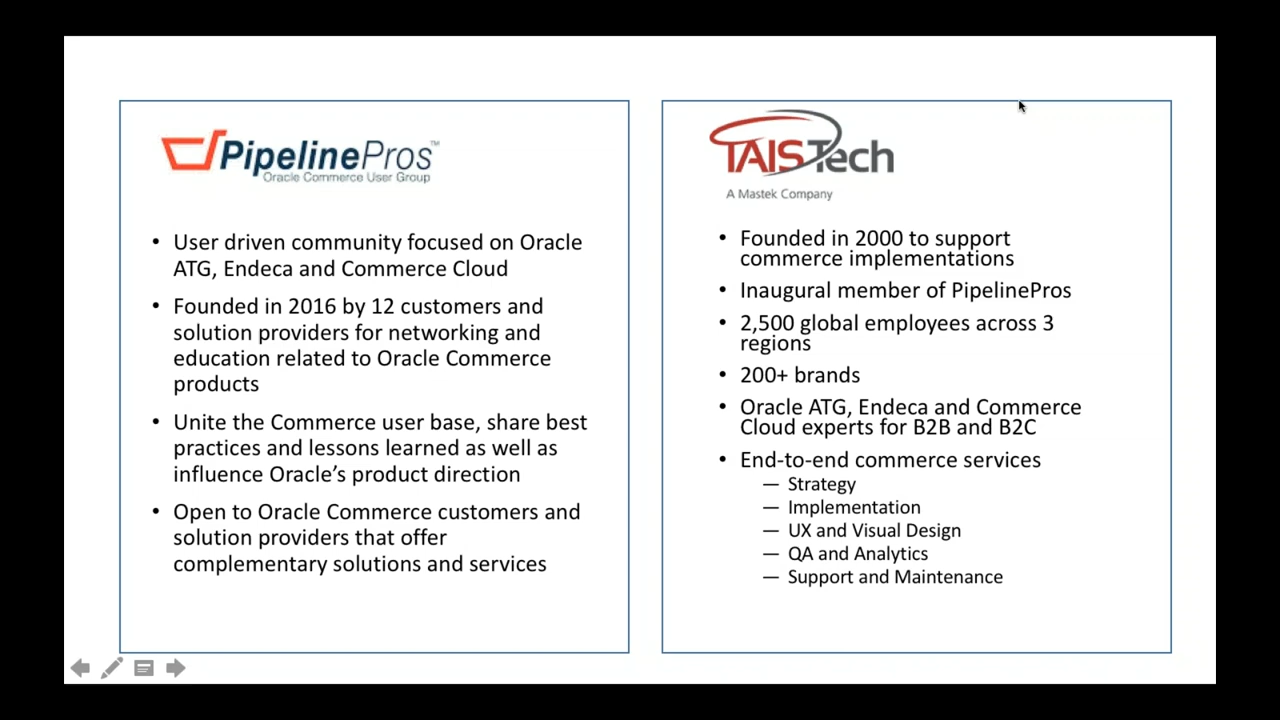 PipelinePros™
Oracle Commerce User Group
• User driven community focused on Oracle
ATG, Endeca and Commerce Cloud
• Founded in 2016 by 12 customers and
solution providers for networking and
education related to Oracle Commerce
products
• Unite the Commerce user base, share best
practices and lessons learned as well as
influence Oracle’s product direction
• Open to Oracle Commerce customers and
solution providers that offer
complementary solutions and services
TAISTech
A Mastek Company
• Founded in 2000 to support
commerce implementations
• Inaugural member of PipelinePros
• 2,500 global employees across 3
regions
• 200+ brands
• Oracle ATG, Endeca and Commerce
Cloud experts for B2B and B2C
• End-to-end commerce services
— Strategy
— Implementation
— UX and Visual Design
— QA and Analytics
— Support and Maintenance